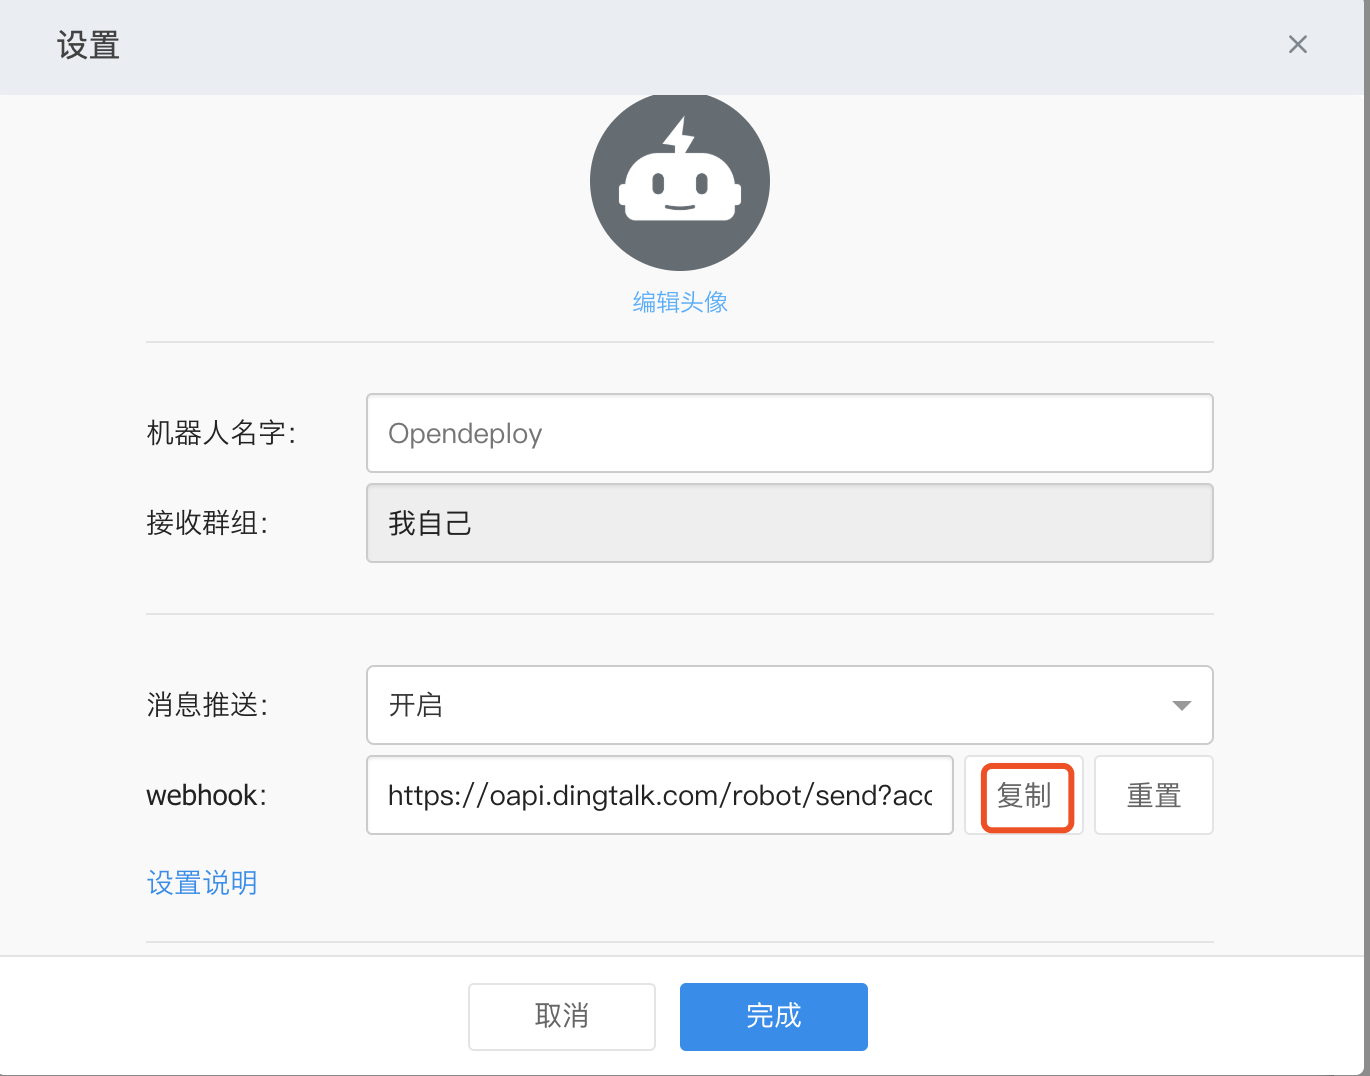 设置
编辑头像
机器人名字: Opendeploy
接收群组: 我自己
消息推送: 开启
webhook: https://oapi.dingtalk.com/robot/send?acc 复制 重置
设置说明
取消 完成